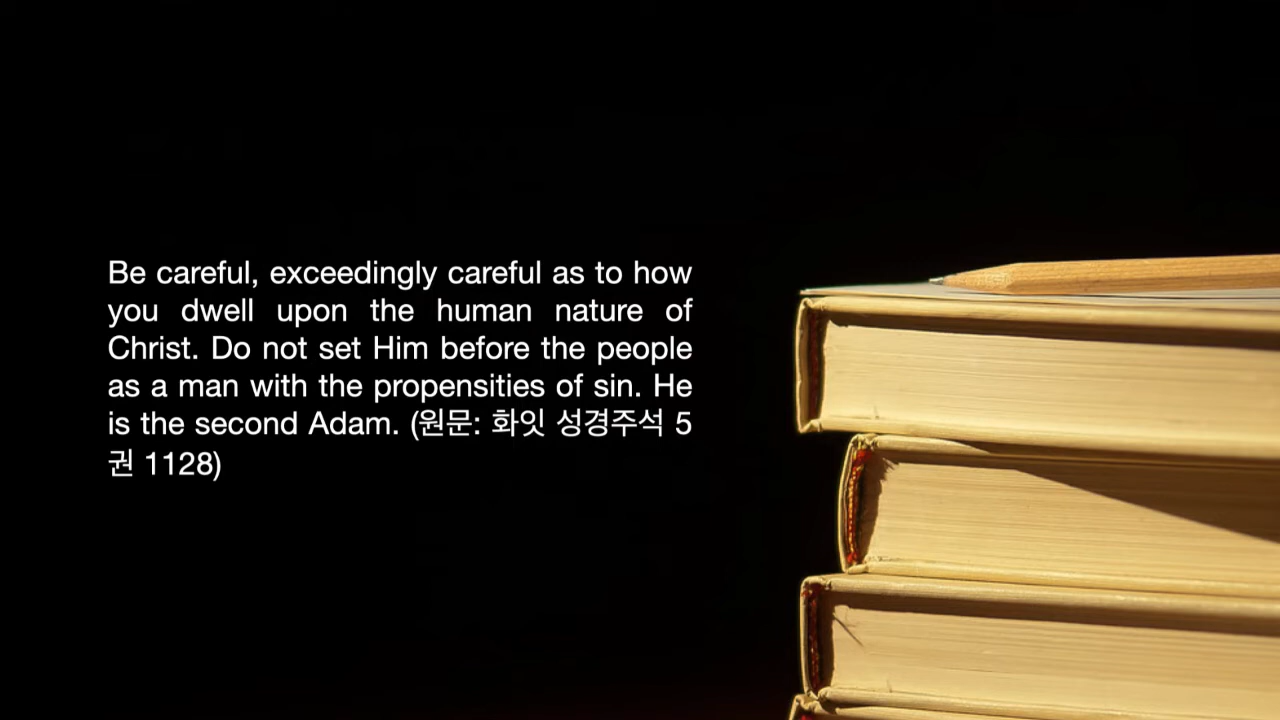 Be careful, exceedingly careful as to how
you dwell upon the human nature of
Christ. Do not set Him before the people
as a man with the propensities of sin. He
is the second Adam. (원문: 화잇 성경주석 5
권 1128)